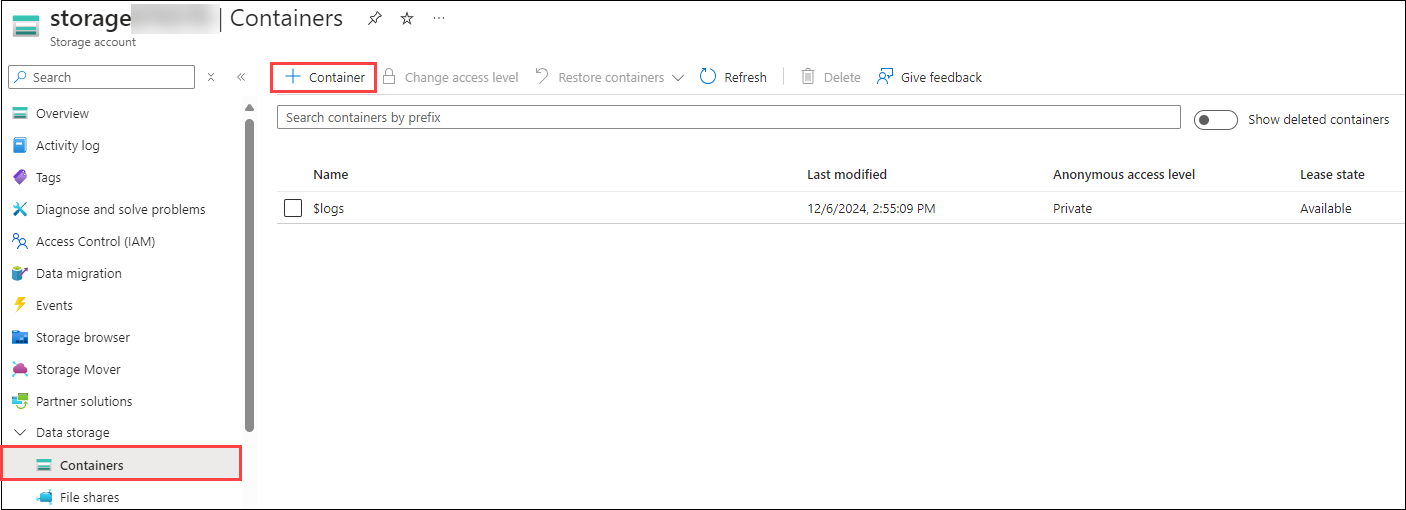 storage | Containers ...
Storage account
Search
Overview
Activity log
Tags
Diagnose and solve problems
Access Control (IAM)
Data migration
Events
Storage browser
Storage Mover
Partner solutions
Data storage
Containers
File shares
+ Container Change access level Restore containers Refresh Delete Give feedback
Search containers by prefix
Show deleted containers
Name Last modified Anonymous access level Lease state
$logs 12/6/2024, 2:55:09 PM Private Available